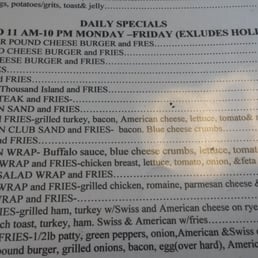 gs, potatoes/grits, toast& jelly
DAILY SPECIALS
11 AM-10 PM MONDAY –FRIDAY (EXLUDES HOLI
ER POUND CHEESE BURGER and FRIES
D CHEESE BURGER and FRIES
EESE BURGER and FRIES
and FRIES
Thousand Island and FRIES
TEAK and FRIES-
N SAND and FRIES
d FRIES-grilled turkey, bacon, American cheese, lettuce, tomato&
N CLUB SAND and FRIES- bacon. Blue cheese crumbs
nd FRIES
N WRAP- Buffalo sauce, blue cheese crumbs, lettuce, tomato
WRAP and FRIES-chicken breast, lettuce, tomato, onion, &feta
SALAD WRAP and FRIES
WRAP and FRIES-grilled chicken, romaine, parmesan cheese &
WRAP and FRIES-
FRIES-grilled ham, turkey w/Swiss and American cheese on rye
ch toast, turkey, ham. Swiss & American w/fries
FRIES-1/2lb patty, green peppers, onion,American &Swiss
ound burger, grilled onions, bacon, egg(over hard), Americ